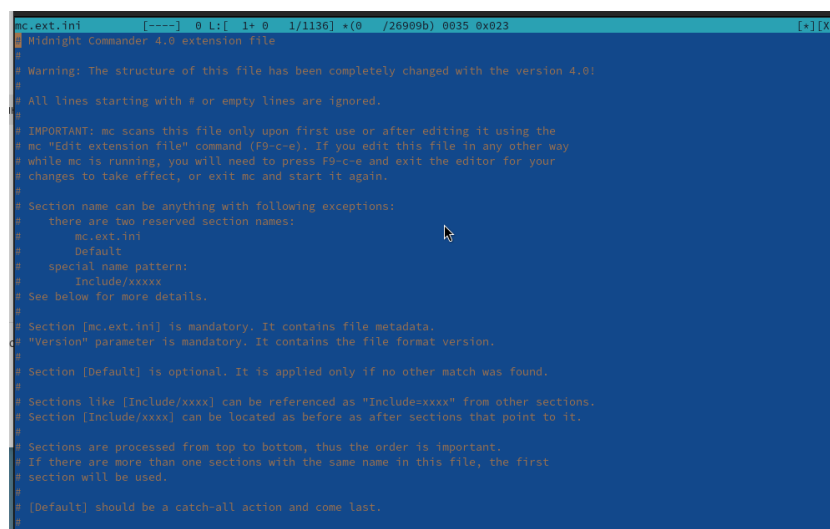 mc.ext.ini [----] 0 L:[ 1+ 0 1/1136] *(0 /26909b) 0035 0x023 [*][X
# Midnight Commander 4.0 extension file
#
# Warning: The structure of this file has been completely changed with the version 4.0!
#
# All lines starting with # or empty lines are ignored.
#
# IMPORTANT: mc scans this file only upon first use or after editing it using the
# mc "Edit extension file" command (F9-c-e). If you edit this file in any other way
# while mc is running, you will need to press F9-c-e and exit the editor for your
# changes to take effect, or exit mc and start it again.
#
# Section name can be anything with following exceptions:
# there are two reserved section names:
# mc.ext.ini
# Default
# special name pattern:
# Include/xxxxx
# See below for more details.
#
# Section [mc.ext.ini] is mandatory. It contains file metadata.
# "Version" parameter is mandatory. It contains the file format version.
#
# Section [Default] is optional. It is applied only if no other match was found.
#
# Sections like [Include/xxxx] can be referenced as "Include=xxxx" from other sections.
# Section [Include/xxxx] can be located as before as after sections that point to it.
#
# Sections are processed from top to bottom, thus the order is important.
# If there are more than one sections with the same name in this file, the first
# section will be used.
#
# [Default] should be a catch-all action and come last.
#